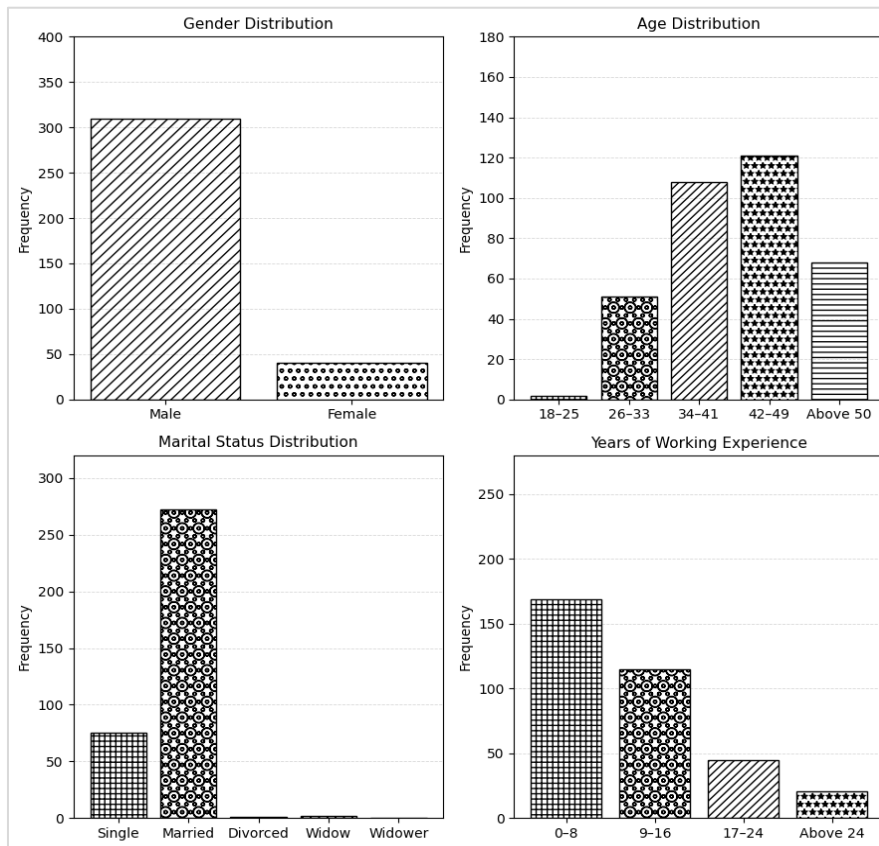 Gender Distribution
400
350
300
250
200
150
100
50
0
Frequency
Male Female
Age Distribution
180
160
140
120
100
80
60
40
20
0
Frequency
18–25 26–33 34–41 42–49 Above 50
Marital Status Distribution
300
250
200
150
100
50
0
Frequency
Single Married Divorced Widow Widower
Years of Working Experience
250
200
150
100
50
0
Frequency
0–8 9–16 17–24 Above 24